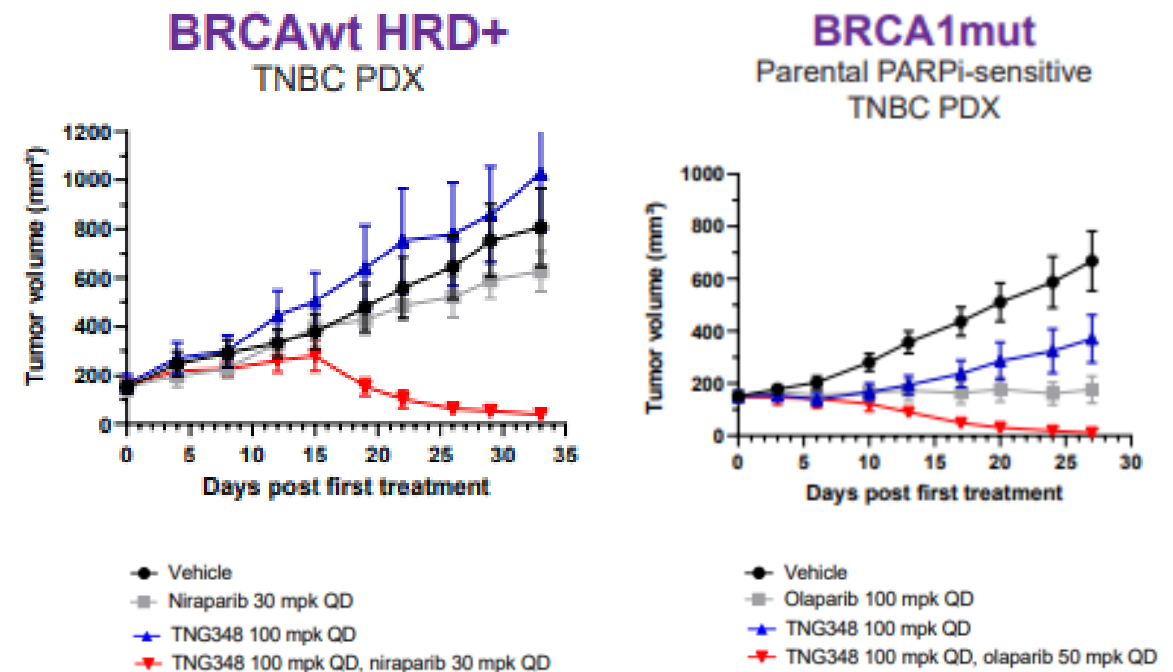 BRCAwt HRD+
TNBC PDX
Tumor volume (mm³)
1200
1000
800
600
400
200
0
0 5 10 15 20 25 30 35
Days post first treatment
Vehicle
Niraparib 30 mpk QD
TNG348 100 mpk QD
TNG348 100 mpk QD, niraparib 30 mpk QD
BRCA1mut
Parental PARPi-sensitive
TNBC PDX
Tumor volume (mm³)
1000
800
600
400
200
0
0 5 10 15 20 25 30
Days post first treatment
Vehicle
Olaparib 100 mpk QD
TNG348 100 mpk QD
TNG348 100 mpk QD, olaparib 50 mpk QD